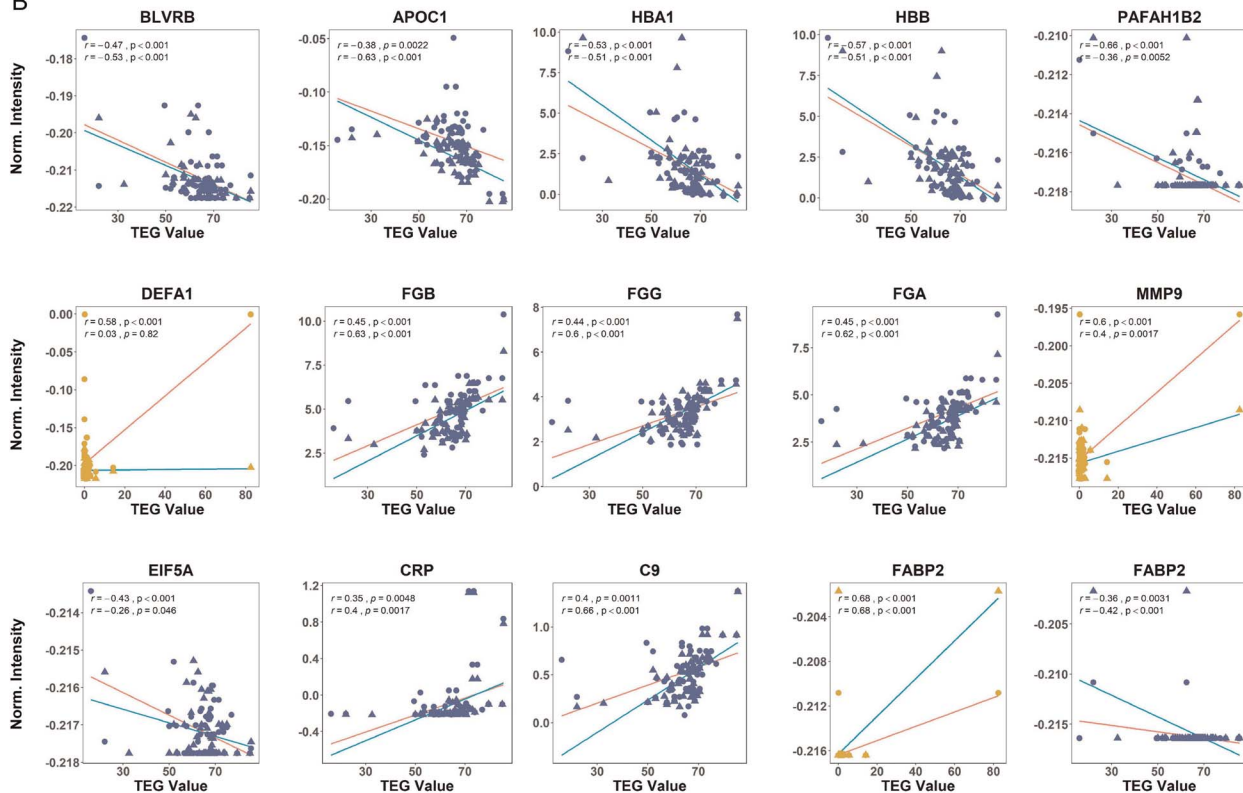 B
BLVRB
APOC1
HBA1
HBB
PAFAH1B2
Norm. Intensity
r = −0.47 , p < 0.001
r = −0.53 , p < 0.001
-0.18
-0.19
-0.20
-0.21
-0.22
30 50 70
TEG Value
r = −0.38 , p = 0.0022
r = −0.63 , p < 0.001
-0.05
-0.10
-0.15
-0.20
30 50 70
TEG Value
r = −0.53 , p < 0.001
r = −0.51 , p < 0.001
10.0
7.5
5.0
2.5
0.0
30 50 70
TEG Value
r = −0.57 , p < 0.001
r = −0.51 , p < 0.001
10.0
7.5
5.0
2.5
0.0
30 50 70
TEG Value
r = −0.66 , p < 0.001
r = −0.36 , p = 0.0052
-0.210
-0.212
-0.214
-0.216
-0.218
30 50 70
TEG Value
DEFA1
FGB
FGG
FGA
MMP9
Norm. Intensity
r = 0.58 , p < 0.001
r = 0.03 , p = 0.82
0.00
-0.05
-0.10
-0.15
-0.20
0 20 40 60 80
TEG Value
r = 0.45 , p < 0.001
r = 0.63 , p < 0.001
10.0
7.5
5.0
2.5
30 50 70
TEG Value
r = 0.44 , p < 0.001
r = 0.6 , p < 0.001
8
6
4
2
0
30 50 70
TEG Value
r = 0.45 , p < 0.001
r = 0.62 , p < 0.001
7.5
5.0
2.5
30 50 70
TEG Value
r = 0.6 , p < 0.001
r = 0.4 , p = 0.0017
-0.195
-0.200
-0.205
-0.210
-0.215
0 20 40 60 80
TEG Value
EIF5A
CRP
C9
FABP2
FABP2
Norm. Intensity
r = −0.43 , p < 0.001
r = −0.26 , p = 0.046
-0.214
-0.215
-0.216
-0.217
-0.218
30 50 70
TEG Value
r = 0.35 , p = 0.0048
r = 0.4 , p = 0.0017
1.2
0.8
0.4
0.0
-0.4
30 50 70
TEG Value
r = 0.4 , p = 0.0011
r = 0.66 , p < 0.001
1.0
0.5
0.0
30 50 70
TEG Value
r = 0.68 , p < 0.001
r = 0.68 , p < 0.001
-0.204
-0.208
-0.212
-0.216
0 20 40 60 80
TEG Value
r = −0.36 , p = 0.0031
r = −0.42 , p < 0.001
-0.205
-0.210
-0.215
30 50 70
TEG Value